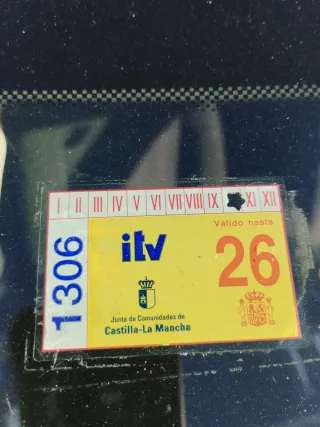 I II III IV V VI VII VIII IX XI XII
Válido hasta
itv
26
1306
Junta de Comunidades de
Castilla-La Mancha